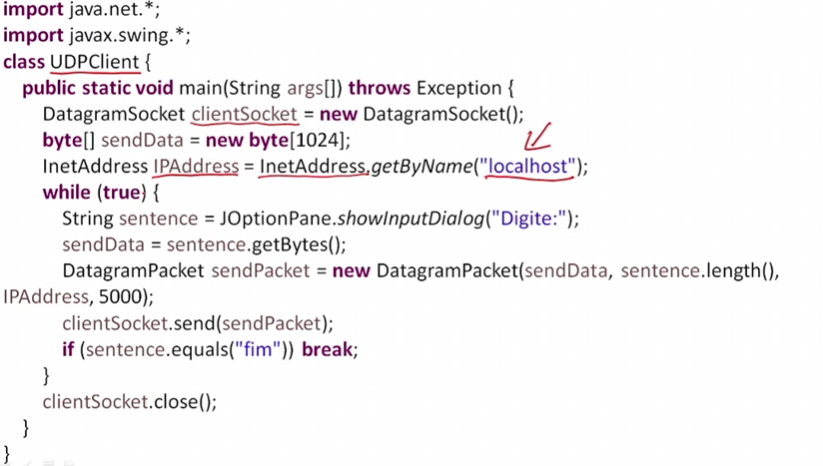 import java.net.*;
import javax.swing.*;
class UDPClient {
public static void main(String args[]) throws Exception {
DatagramSocket clientSocket = new DatagramSocket();
byte[] sendData = new byte[1024];
InetAddress IPAddress = InetAddress.getByName("localhost");
while (true) {
String sentence = JOptionPane.showInputDialog("Digite:");
sendData = sentence.getBytes();
DatagramPacket sendPacket = new DatagramPacket(sendData, sentence.length(),
IPAddress, 5000);
clientSocket.send(sendPacket);
if (sentence.equals("fim")) break;
}
clientSocket.close();
}
}